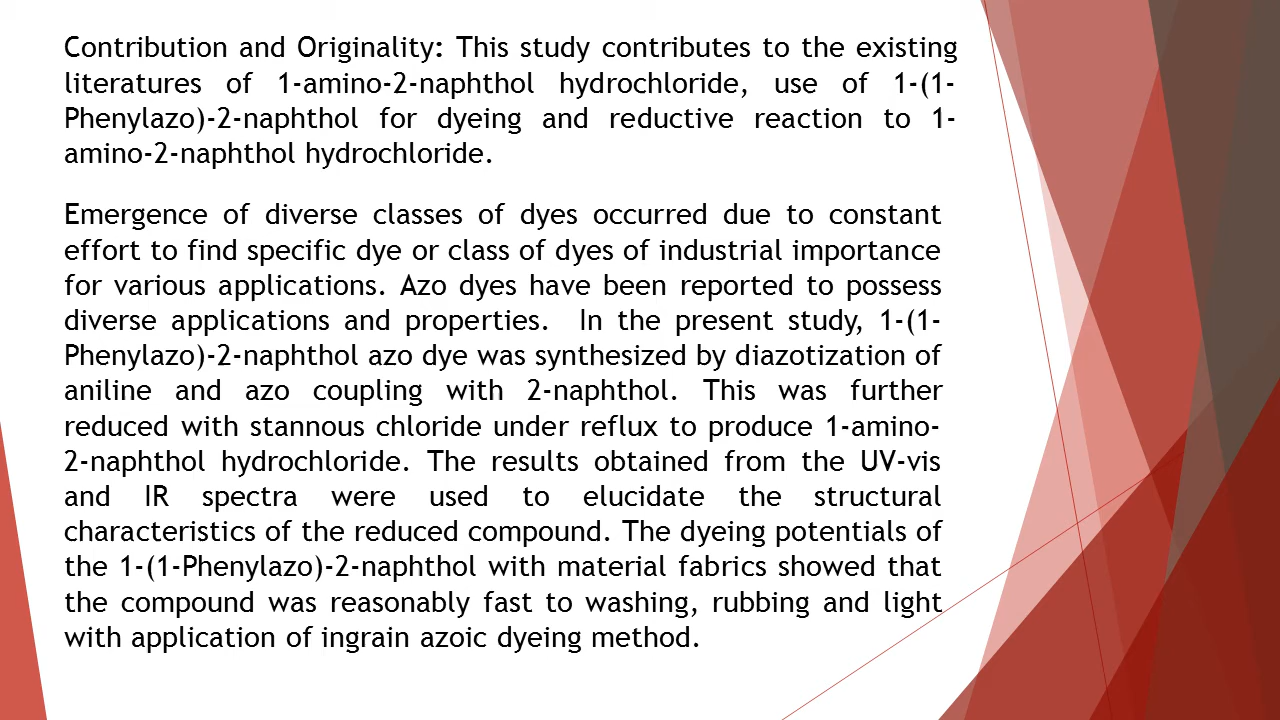 Contribution and Originality: This study contributes to the existing
literatures of 1-amino-2-naphthol hydrochloride, use of 1-(1-
Phenylazo)-2-naphthol for dyeing and reductive reaction to 1-
amino-2-naphthol hydrochloride.
Emergence of diverse classes of dyes occurred due to constant
effort to find specific dye or class of dyes of industrial importance
for various applications. Azo dyes have been reported to possess
diverse applications and properties.  In the present study, 1-(1-
Phenylazo)-2-naphthol azo dye was synthesized by diazotization of
aniline and azo coupling with 2-naphthol. This was further
reduced with stannous chloride under reflux to produce 1-amino-
2-naphthol hydrochloride. The results obtained from the UV-vis
and IR spectra were used to elucidate the structural
characteristics of the reduced compound. The dyeing potentials of
the 1-(1-Phenylazo)-2-naphthol with material fabrics showed that
the compound was reasonably fast to washing, rubbing and light
with application of ingrain azoic dyeing method.